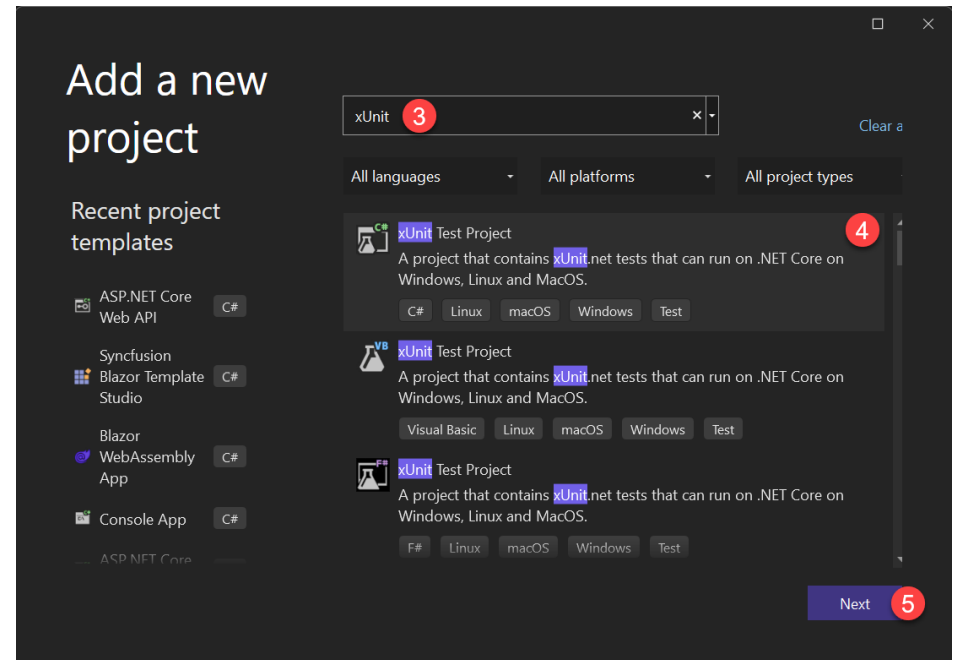 Add a new
project
xUnit
3
Clear a
All languages
All platforms
All project types
Recent project
templates
ASP.NET Core
Web API
C#
Syncfusion
Blazor Template
Studio
C#
Blazor
WebAssembly
App
C#
Console App
C#
ASP.NET Core
C#
xUnit Test Project
4
A project that contains xUnit.net tests that can run on .NET Core on
Windows, Linux and MacOS.
C# Linux macOS Windows Test
VB
xUnit Test Project
A project that contains xUnit.net tests that can run on .NET Core on
Windows, Linux and MacOS.
Visual Basic Linux macOS Windows Test
F#
xUnit Test Project
A project that contains xUnit.net tests that can run on .NET Core on
Windows, Linux and MacOS.
F# Linux macOS Windows Test
Next
5